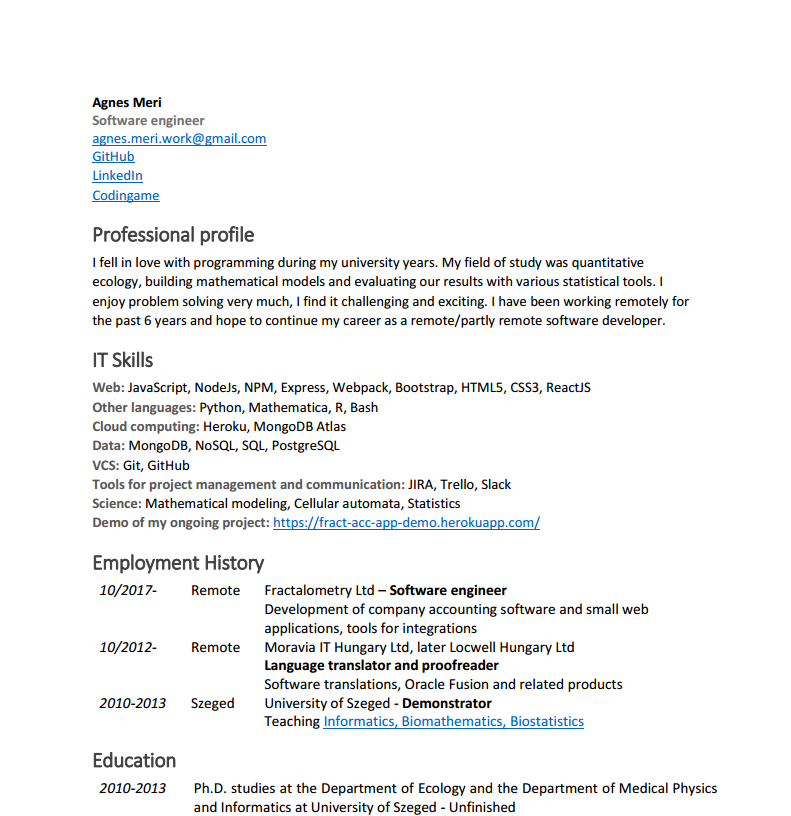 Agnes Meri
Software engineer
agnes.meri.work@gmail.com
GitHub
LinkedIn
Codingame
Professional profile
I fell in love with programming during my university years. My field of study was quantitative
ecology, building mathematical models and evaluating our results with various statistical tools. I
enjoy problem solving very much, I find it challenging and exciting. I have been working remotely for
the past 6 years and hope to continue my career as a remote/partly remote software developer.
IT Skills
Web: JavaScript, NodeJs, NPM, Express, Webpack, Bootstrap, HTML5, CSS3, ReactJS
Other languages: Python, Mathematica, R, Bash
Cloud computing: Heroku, MongoDB Atlas
Data: MongoDB, NoSQL, SQL, PostgreSQL
VCS: Git, GitHub
Tools for project management and communication: JIRA, Trello, Slack
Science: Mathematical modeling, Cellular automata, Statistics
Demo of my ongoing project: https://fract-acc-app-demo.herokuapp.com/
Employment History
10/2017- Remote Fractalometry Ltd – Software engineer
Development of company accounting software and small web
applications, tools for integrations
10/2012- Remote Moravia IT Hungary Ltd, later Locwell Hungary Ltd
Language translator and proofreader
Software translations, Oracle Fusion and related products
2010-2013 Szeged University of Szeged - Demonstrator
Teaching Informatics, Biomathematics, Biostatistics
Education
2010-2013 Ph.D. studies at the Department of Ecology and the Department of Medical Physics
and Informatics at University of Szeged - Unfinished